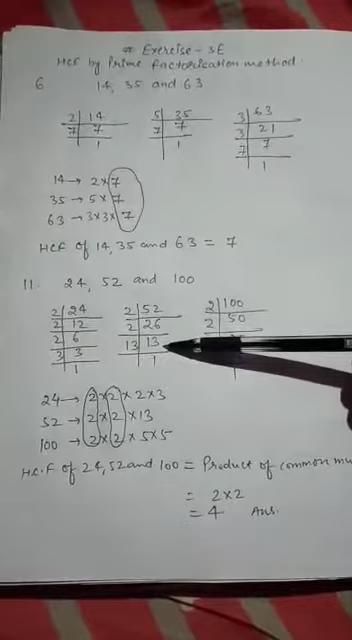 Exercise - 3E
HCF by Prime factorisation method.
6 14, 35 and 63
2 14 5 35 3 63
7 7 7 7 3 21
1 1 7 7
1
14 → 2×7
35 → 5×7
63 → 3×3×7
HCF of 14, 35 and 63 = 7
11. 24, 52 and 100
2 24 2 52 2 100
2 12 2 26 2 50
2 6 13 13
3 3 1
1 1
24 → 2×2×2×3
52 → 2×2×13
100 → 2×2×5×5
H.C.F of 24, 52 and 100 = Product of common
= 2×2
= 4 Ans.